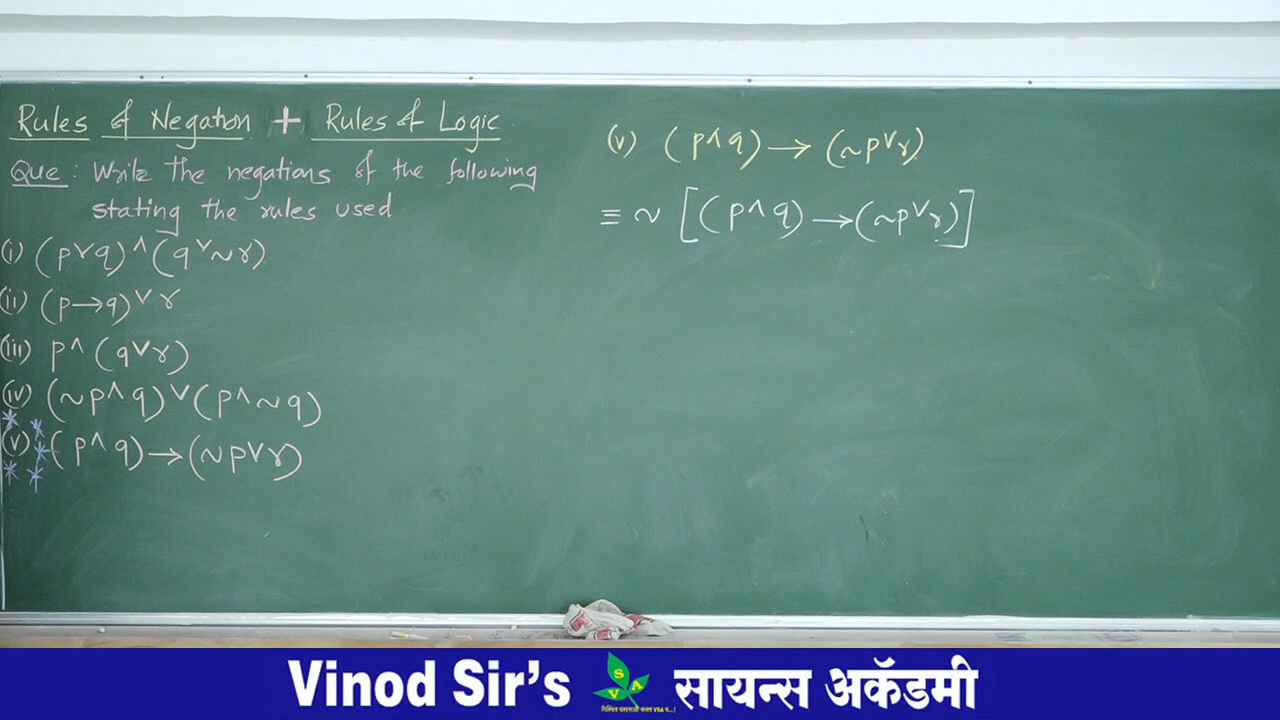 Rules of Negation + Rules of Logic
Que : Write the negations of the following
stating the rules used
(i) (p∨q)∧(q∨~r)
(ii) (p→q)∨r
(iii) p∧(q∨r)
(iv) (~p∧q)∨(p∧~q)
(v) (p∧q)→(~p∨r)
(v) (p∧q)→(~p∨r)
≡ ~[(p∧q)→(~p∨r)]
Vinod Sir's SVA सायन्स अकॅडमी